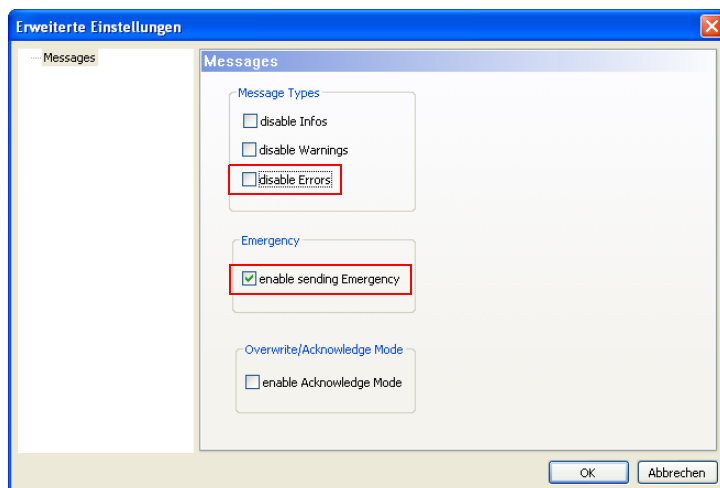 Erweiterte Einstellungen
Messages
Messages
Message Types
disable Infos
disable Warnings
disable Errors
Emergency
enable sending Emergency
Overwrite/Acknowledge Mode
enable Acknowledge Mode
OK
Abbrechen